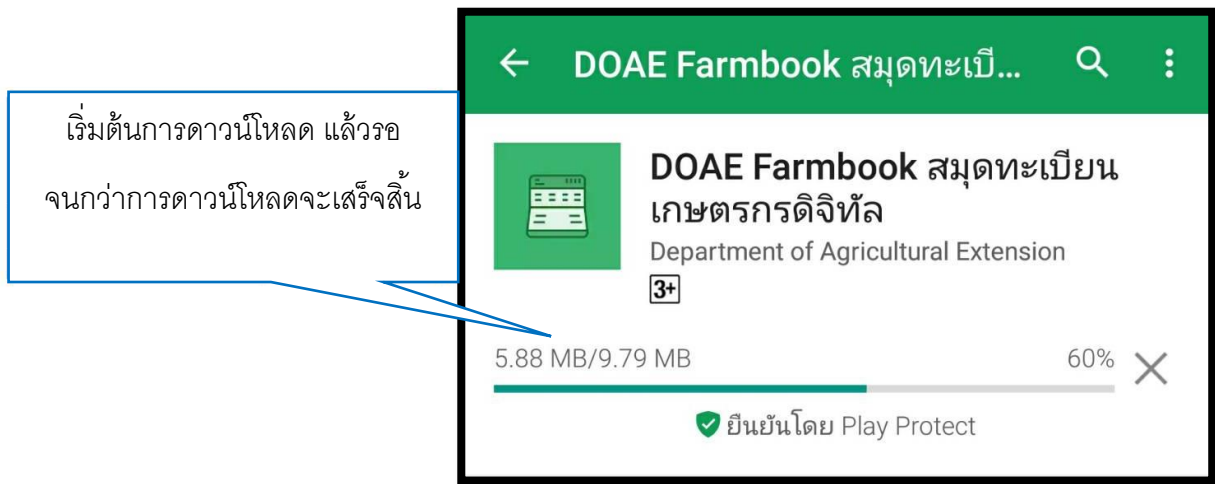 เริ่มต้นการดาวน์โหลด แล้วรอ
จนกว่าการดาวน์โหลดจะเสร็จสิ้น
DOAE Farmbook สมุดทะเบี...
DOAE Farmbook สมุดทะเบียน
เกษตรกรดิจิทัล
Department of Agricultural Extension
3+
5.88 MB/9.79 MB 60%
ยืนยันโดย Play Protect